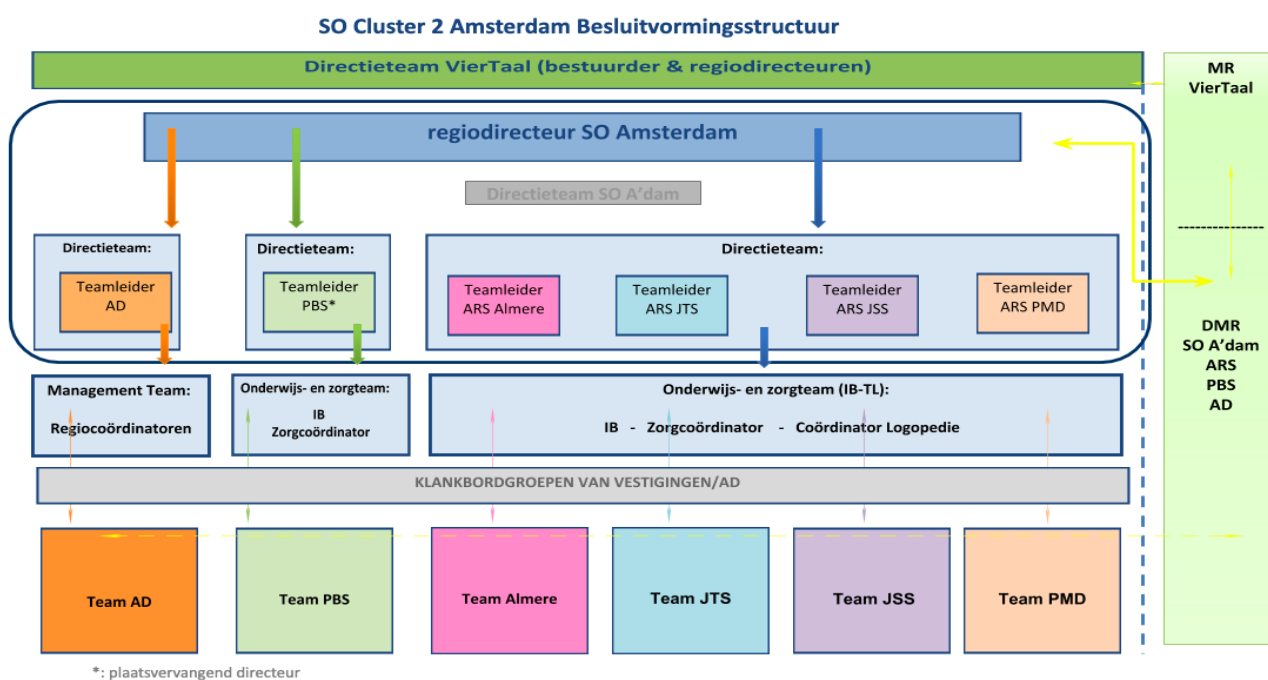 SO Cluster 2 Amsterdam Besluitvormingsstructuur
Directieteam VierTaal (bestuurder & regiodirecteuren)
MR
VierTaal
regiodirecteur SO Amsterdam
Directieteam SO A’dam
---------------
Directieteam:
Teamleider
AD
Directieteam:
Teamleider
PBS*
Directieteam:
Teamleider
ARS Almere
Teamleider
ARS JTS
Teamleider
ARS JSS
Teamleider
ARS PMD
DMR
SO A’dam
ARS
PBS
AD
Management Team:
Regiocoördinatoren
Onderwijs- en zorgteam:
IB
Zorgcoördinator
Onderwijs- en zorgteam (IB-TL):
IB - Zorgcoördinator - Coördinator Logopedie
KLANKBORDGROEPEN VAN VESTIGINGEN/AD
Team AD
Team PBS
Team Almere
Team JTS
Team JSS
Team PMD
*: plaatsvervangend directeur